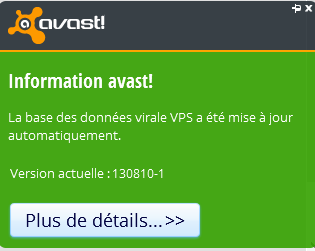 avast!
Information avast!
La base des données virale VPS a été mise à jour
automatiquement.
Version actuelle : 130810-1
Plus de détails... >>